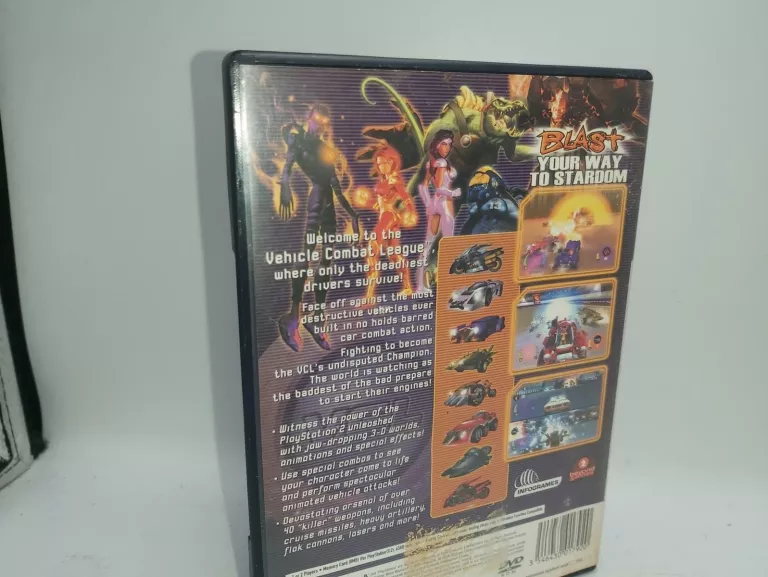 BLAST
YOUR WAY
TO STARDOM
Welcome to the
Vehicle Combat League,
where only the deadliest
drivers survive!
Face off against the most
destructive vehicles ever
built in no holds barred
car combat action.
Fighting to become
the VCL's undisputed Champion.
The world is watching as
the baddest of the bad prepare
to start their engines!
• Witness the power of the
PlayStation®2 unleashed
with jaw-dropping 3-D worlds,
animations and special effects!
• Use special combos to see
your character come to life
and perform spectacular
animated vehicle attacks!
• Devastating arsenal of over
40 "killer" weapons, including
cruise missiles, heavy artillery,
flak cannons, lasers and more!
INFOGRAMES
DVD